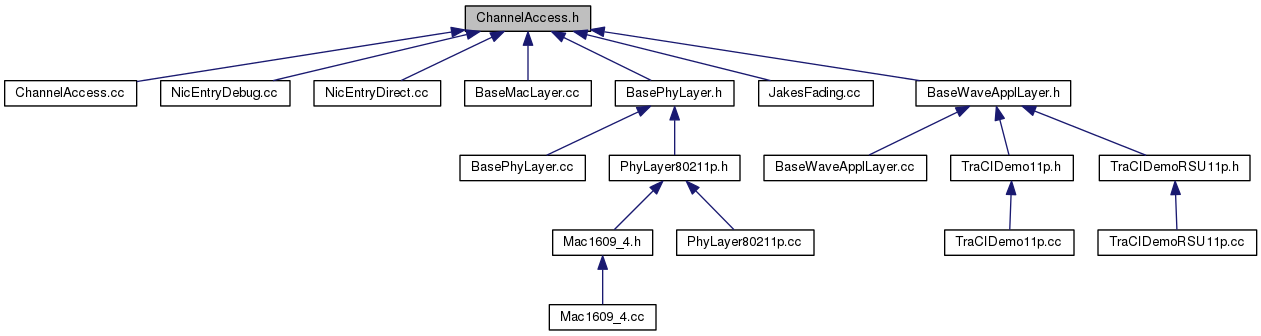 ChannelAccess.h
ChannelAccess.cc
NicEntryDebug.cc
NicEntryDirect.cc
BaseMacLayer.cc
BasePhyLayer.h
JakesFading.cc
BaseWaveApplLayer.h
BasePhyLayer.cc
PhyLayer80211p.h
BaseWaveApplLayer.cc
TraCIDemo11p.h
TraCIDemoRSU11p.h
Mac1609_4.h
PhyLayer80211p.cc
TraCIDemo11p.cc
TraCIDemoRSU11p.cc
Mac1609_4.cc